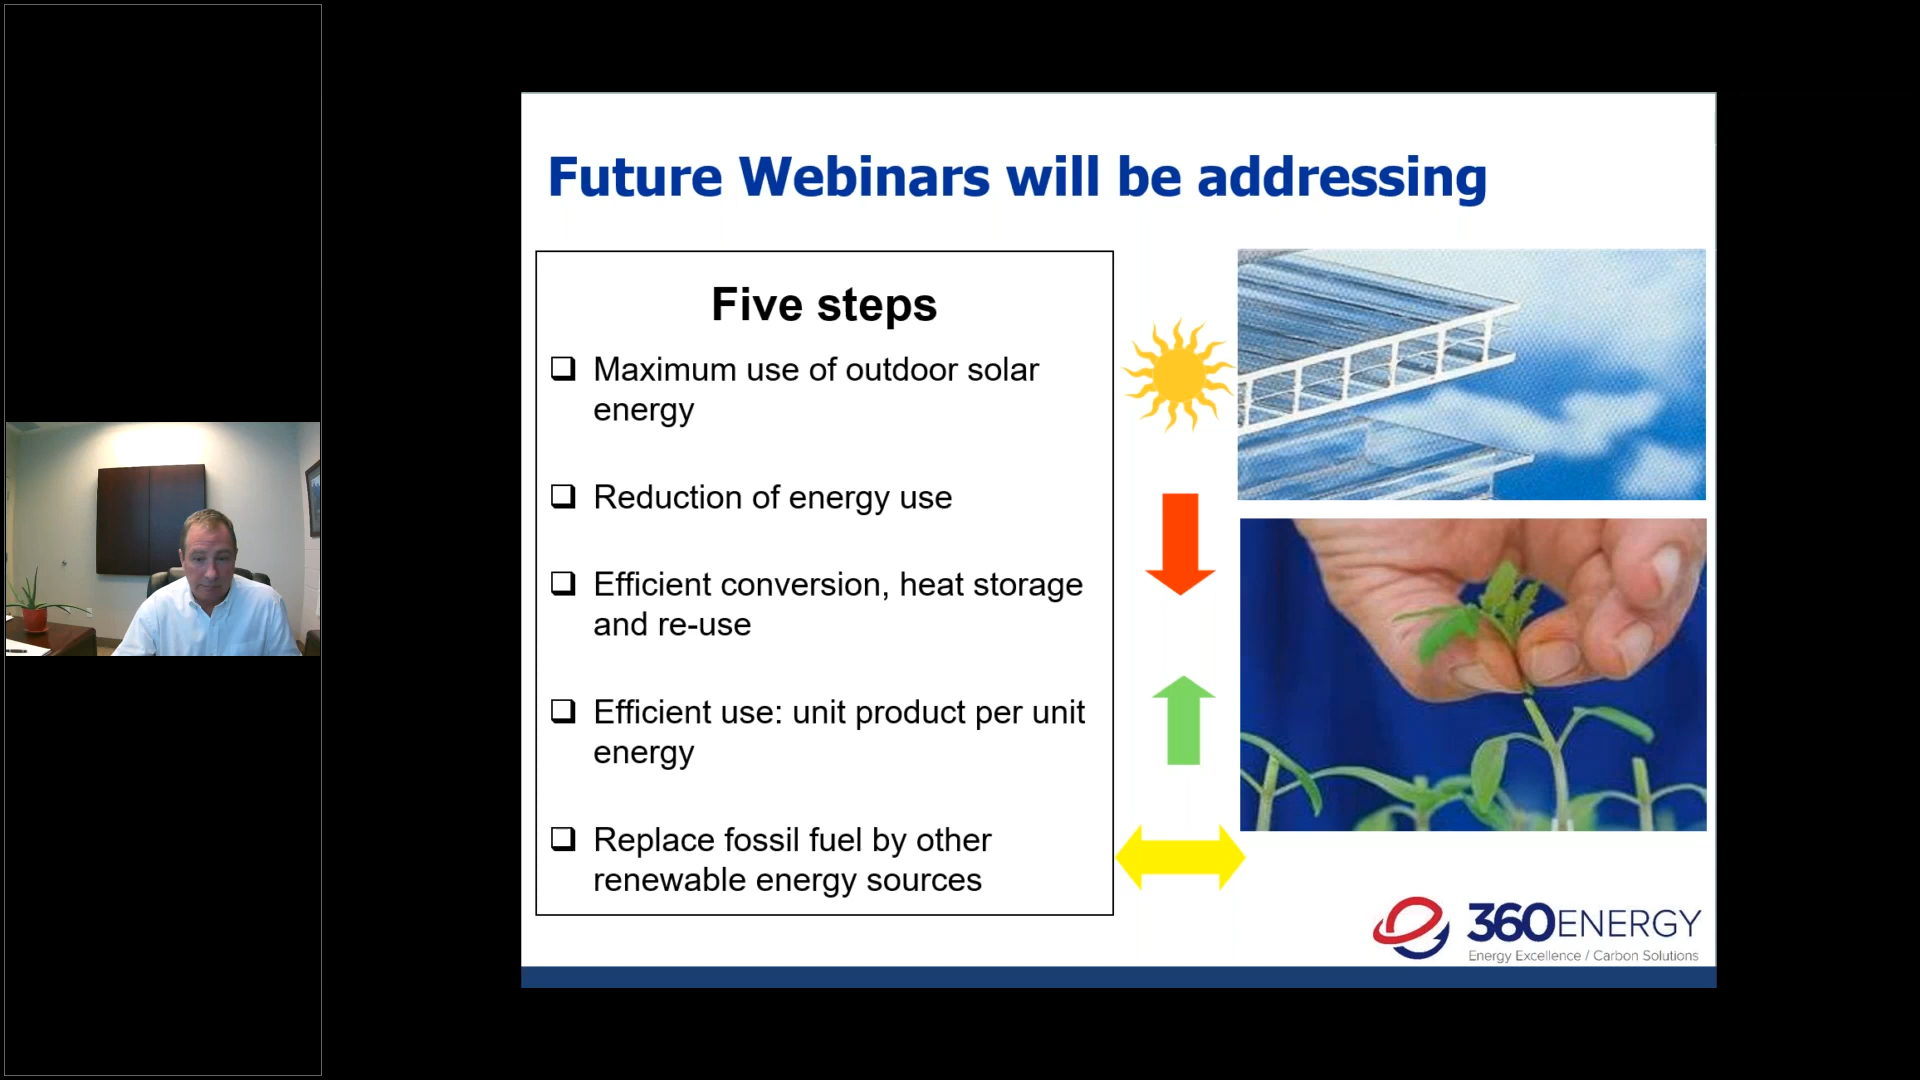 Future Webinars will be addressing
Five steps
Maximum use of outdoor solar
energy
Reduction of energy use
Efficient conversion, heat storage
and re-use
Efficient use: unit product per unit
energy
Replace fossil fuel by other
renewable energy sources
360ENERGY
Energy Excellence / Carbon Solutions